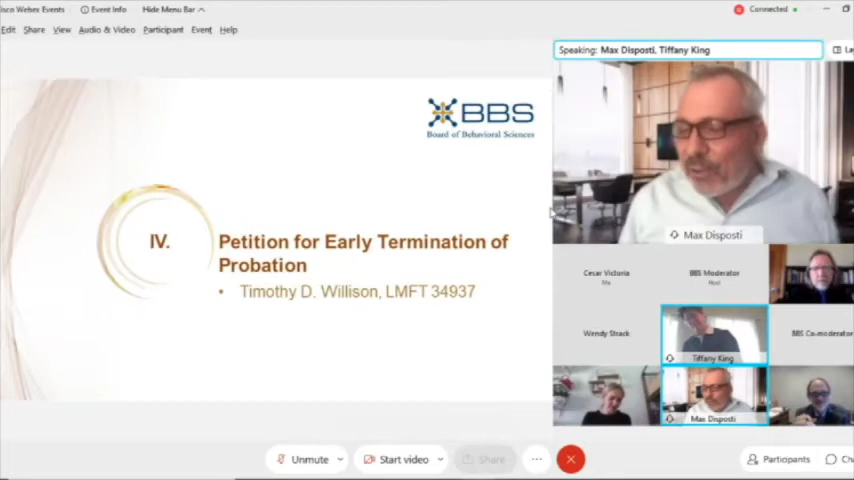 isco Webex Events
Event Info
Hide Menu Bar
Connected
Edit Share View Audio & Video Participant Event Help
Speaking: Max Disposti, Tiffany King
La
BBS
Board of Behavioral Sciences
IV.
Petition for Early Termination of
Probation
• Timothy D. Willison, LMFT 34937
Max Disposti
Cesar Victoria
Me
BBS Moderator
Host
Wendy Strack
Tiffany King
BBS Co-moderator
Max Disposti
Unmute
Start video
Share
Participants
Cha